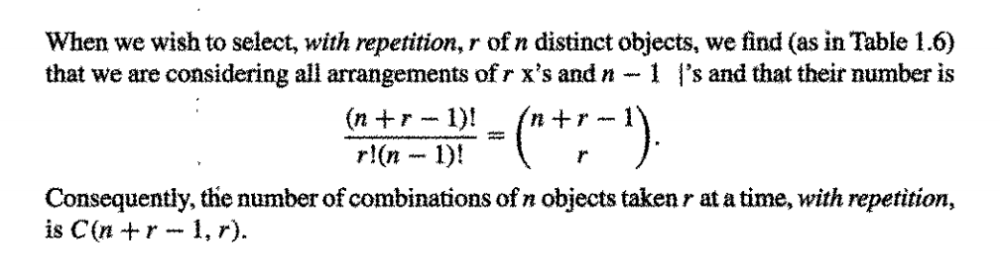 When we wish to select, with repetition, r of n distinct objects, we find (as in Table 1.6)
that we are considering all arrangements of r x's and n − 1 |'s and that their number is
(n + r − 1)! / r!(n − 1)! = (n + r − 1 r).
Consequently, the number of combinations of n objects taken r at a time, with repetition,
is C(n + r − 1, r).